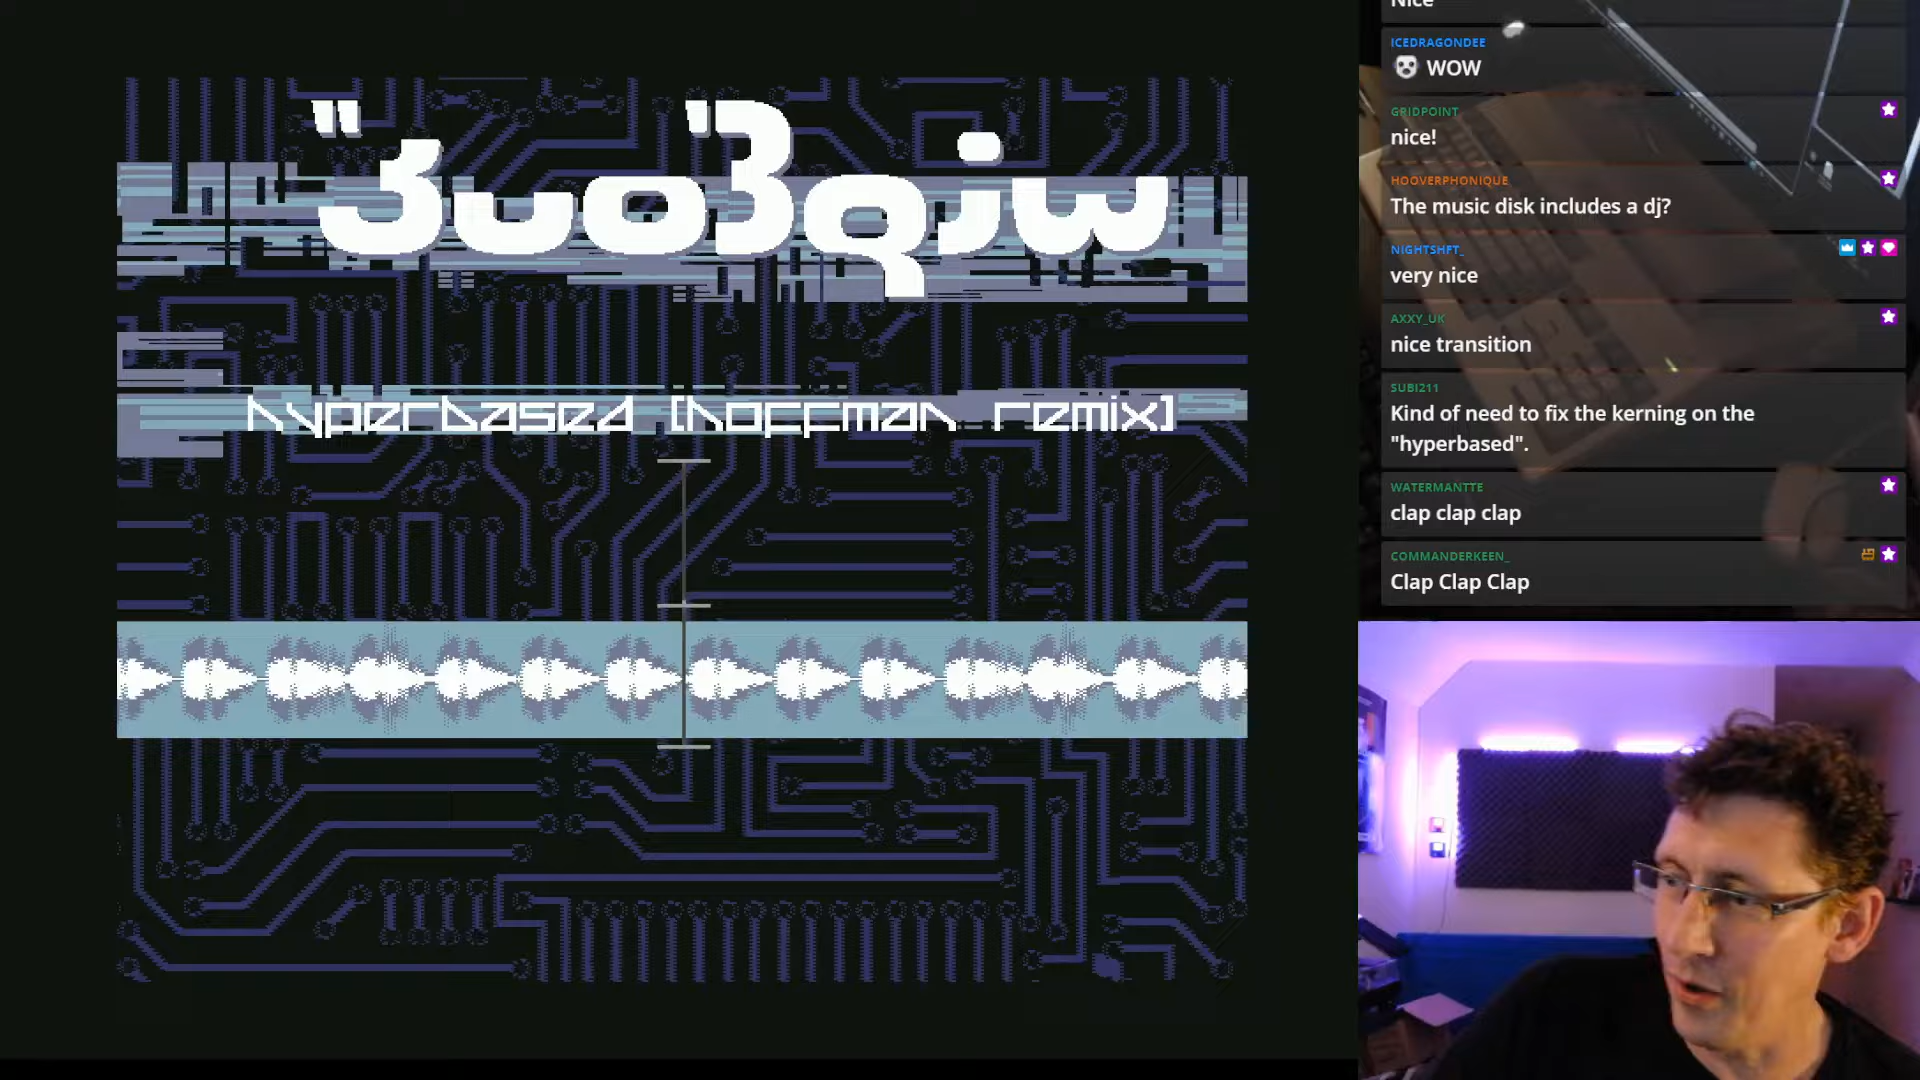 hyperbased [hoffman remix]
Nice
ICEDRAGONDEE
WOW
GRIDPOINT
nice!
HOOVERPHONIQUE
The music disk includes a dj?
NIGHTSHFT_
very nice
AXXY_UK
nice transition
SUBI211
Kind of need to fix the kerning on the
"hyperbased".
WATERMANTTE
clap clap clap
COMMANDERKEEN_
Clap Clap Clap